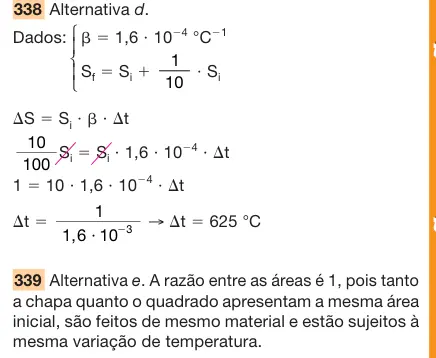 338 Alternativa d.
Dados: { β = 1,6 · 10⁻⁴ °C⁻¹
S_f = S_i + 1/10 · S_i
ΔS = S_i · β · Δt
10/100 S_i = S_i · 1,6 · 10⁻⁴ · Δt
1 = 10 · 1,6 · 10⁻⁴ · Δt
Δt = 1/(1,6 · 10⁻³) → Δt = 625 °C
339 Alternativa e. A razão entre as áreas é 1, pois tanto
a chapa quanto o quadrado apresentam a mesma área
inicial, são feitos de mesmo material e estão sujeitos à
mesma variação de temperatura.